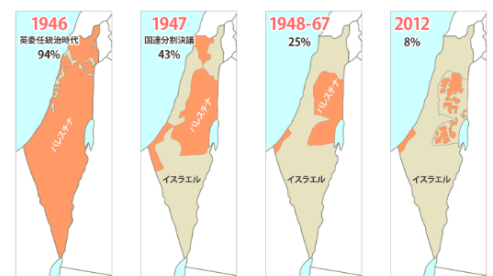 1946
英委任統治時代
94%
パレスチナ
1947
国連分割決議
43%
パレスチナ
イスラエル
1948-67
25%
パレスチナ
イスラエル
2012
8%
イスラエル